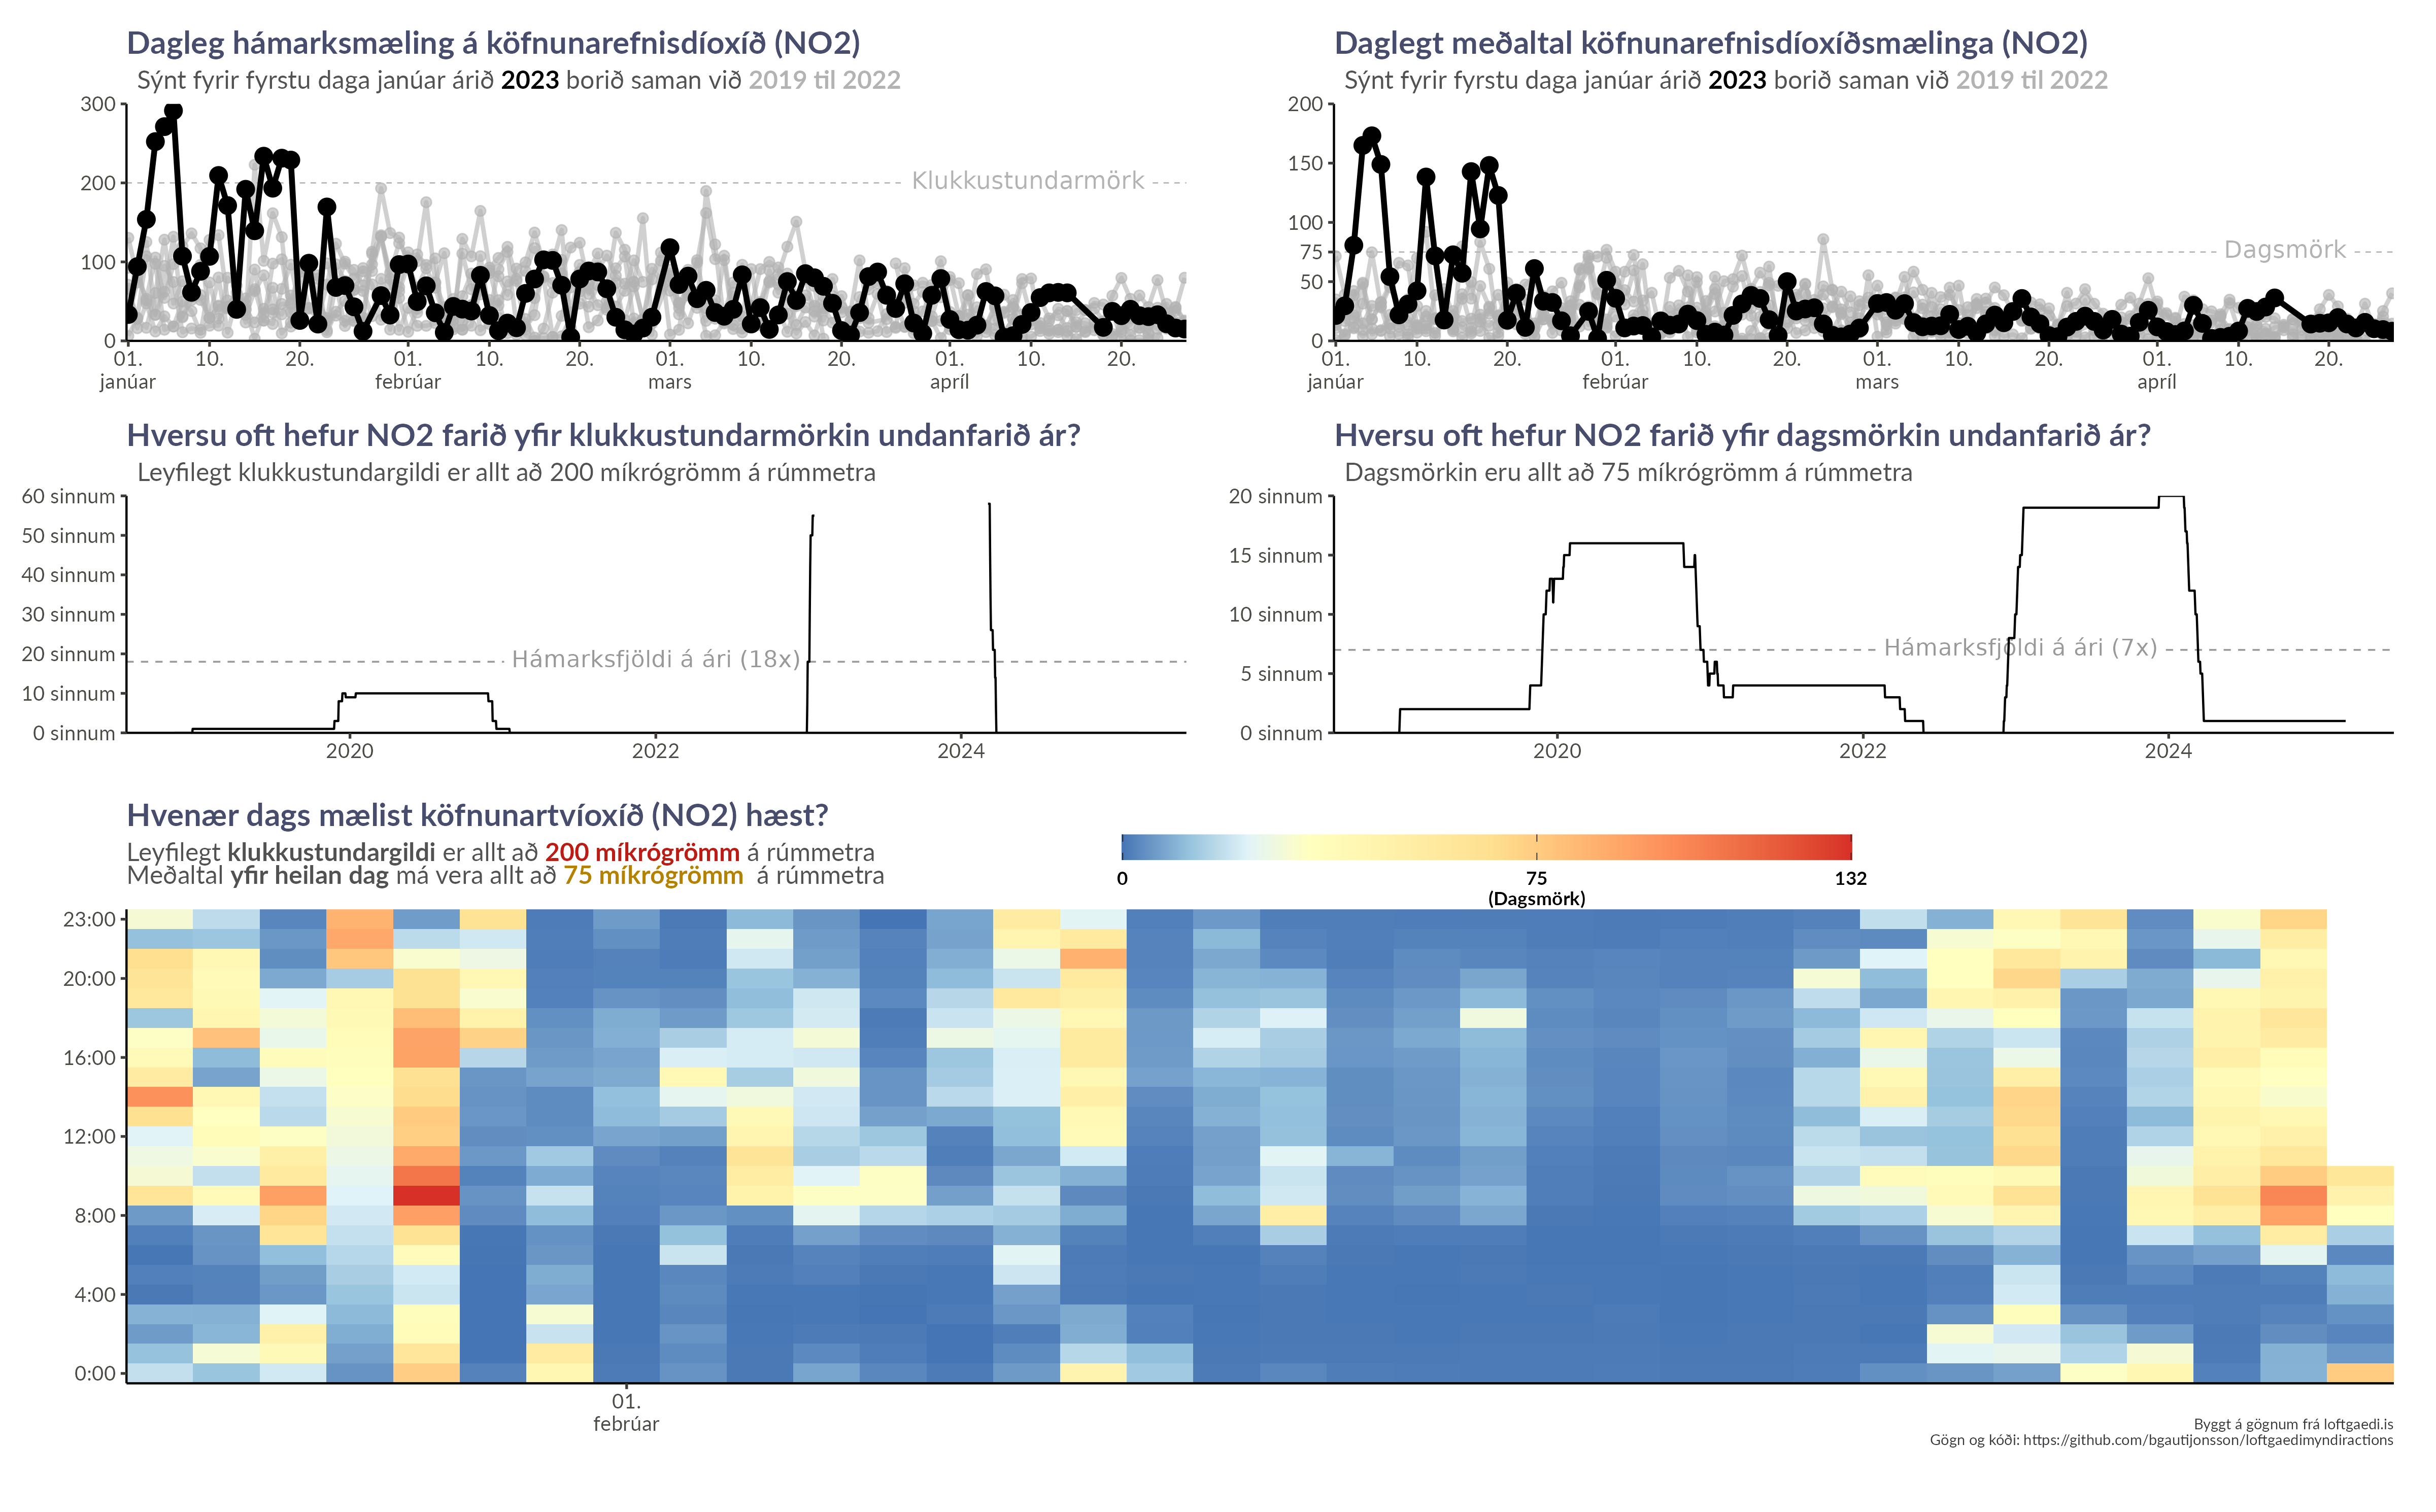 Dagleg hámarksmæling á köfnunarefnisdíoxíð (NO2)
Sýnt fyrir fyrstu daga janúar árið 2023 borið saman við 2019 til 2022
300
200
100
0
Klukkustundarmörk
01. 10. 20. 01. 10. 20. 01. 10. 20. 01. 10. 20.
janúar febrúar mars apríl
Daglegt meðaltal köfnunarefnisdíoxíðsmælinga (NO2)
Sýnt fyrir fyrstu daga janúar árið 2023 borið saman við 2019 til 2022
200
150
100
75
50
0
Dagsmörk
01. 10. 20. 01. 10. 20. 01. 10. 20. 01. 10. 20.
janúar febrúar mars apríl
Hversu oft hefur NO2 farið yfir klukkustundarmörkin undanfarið ár?
Leyfilegt klukkustundargildi er allt að 200 míkrógrömm á rúmmetra
60 sinnum
50 sinnum
40 sinnum
30 sinnum
20 sinnum
10 sinnum
0 sinnum
Hámarksfjöldi á ári (18x)
2020 2022 2024
Hversu oft hefur NO2 farið yfir dagsmörkin undanfarið ár?
Dagsmörkin eru allt að 75 míkrógrömm á rúmmetra
20 sinnum
15 sinnum
10 sinnum
5 sinnum
0 sinnum
Hámarksfjöldi á ári (7x)
2020 2022 2024
Hvenær dags mælist köfnunartvíoxíð (NO2) hæst?
Leyfilegt klukkustundargildi er allt að 200 míkrógrömm á rúmmetra
Meðaltal yfir heilan dag má vera allt að 75 míkrógrömm á rúmmetra
0 75 132
(Dagsmörk)
23:00
20:00
16:00
12:00
8:00
4:00
0:00
01.
febrúar
Byggt á gögnum frá loftgaedi.is
Gögn og kóði: https://github.com/bgautijonsson/loftgaedimyndiractions